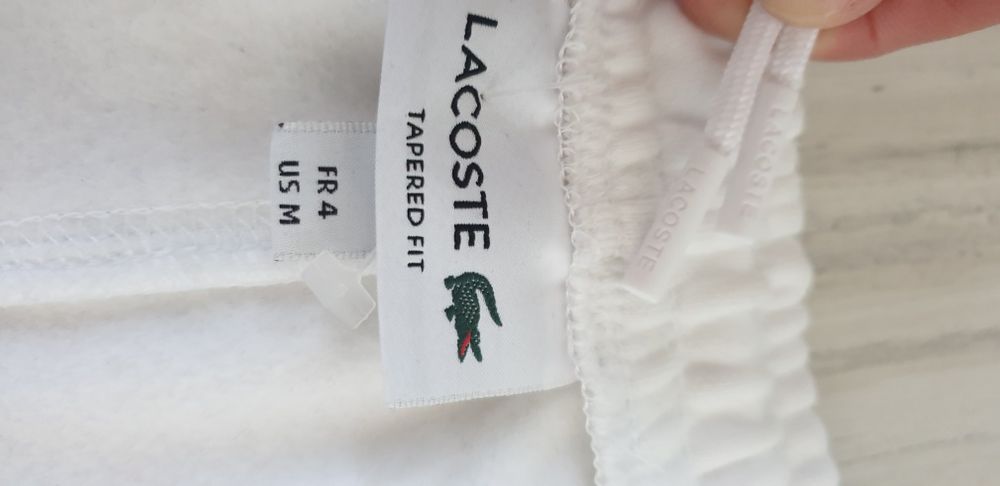 LACOSTE
TAPERED FIT
FR 4
US M
LACOSTE
LACOSTE